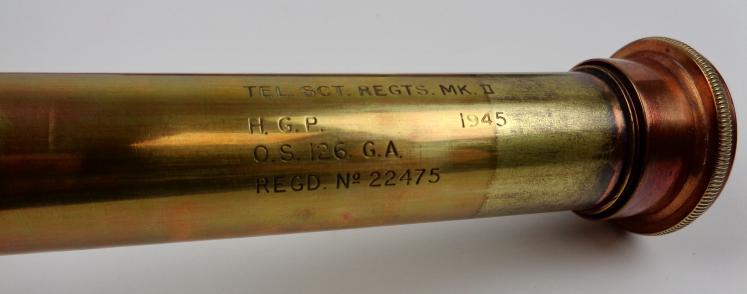 TEL. SCT. REGTS. MK. II
H. G. P. 1945
O. S. 126. G. A.
REGD. Nº 22475